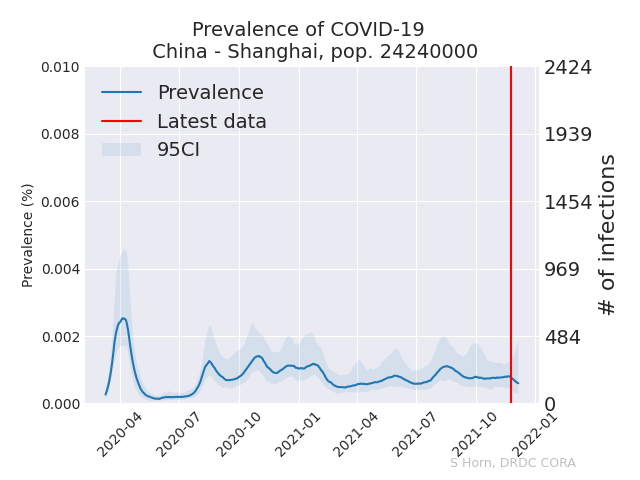 Prevalence of COVID-19
China - Shanghai, pop. 24240000
0.010
0.008
0.006
0.004
0.002
0.000
Prevalence (%)
Prevalence
Latest data
95CI
2424
1939
1454
969
484
0
# of infections
2020-04
2020-07
2020-10
2021-01
2021-04
2021-07
2021-10
2022-01
S Horn, DRDC CORA